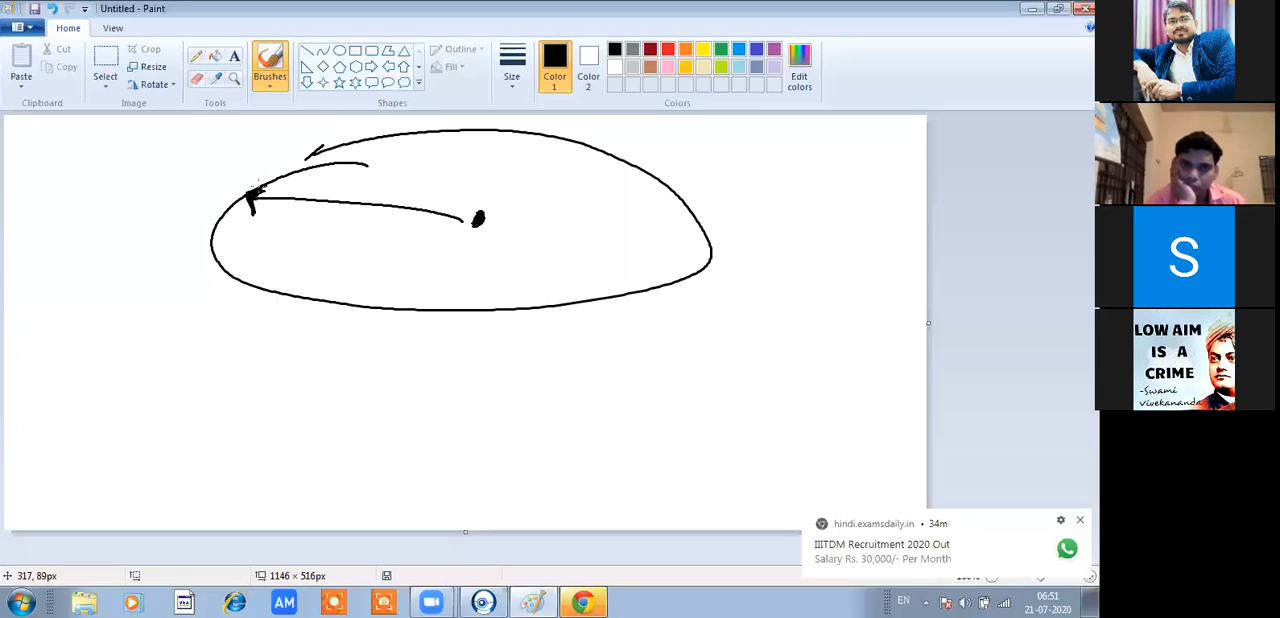 Untitled - Paint
Home
View
Paste
Cut
Copy
Clipboard
Select
Crop
Resize
Rotate
Image
A
Tools
Brushes
Outline
Fill
Shapes
Size
Color
1
Color
2
Edit
colors
Colors
S
LOW AIM
IS A
CRIME
-Swami
Vivekananda
hindi.examsdaily.in • 34m
IIITDM Recruitment 2020 Out
Salary Rs. 30,000/- Per Month
317, 89px
1146 × 516px
100%
AM
EN
06:51
21-07-2020